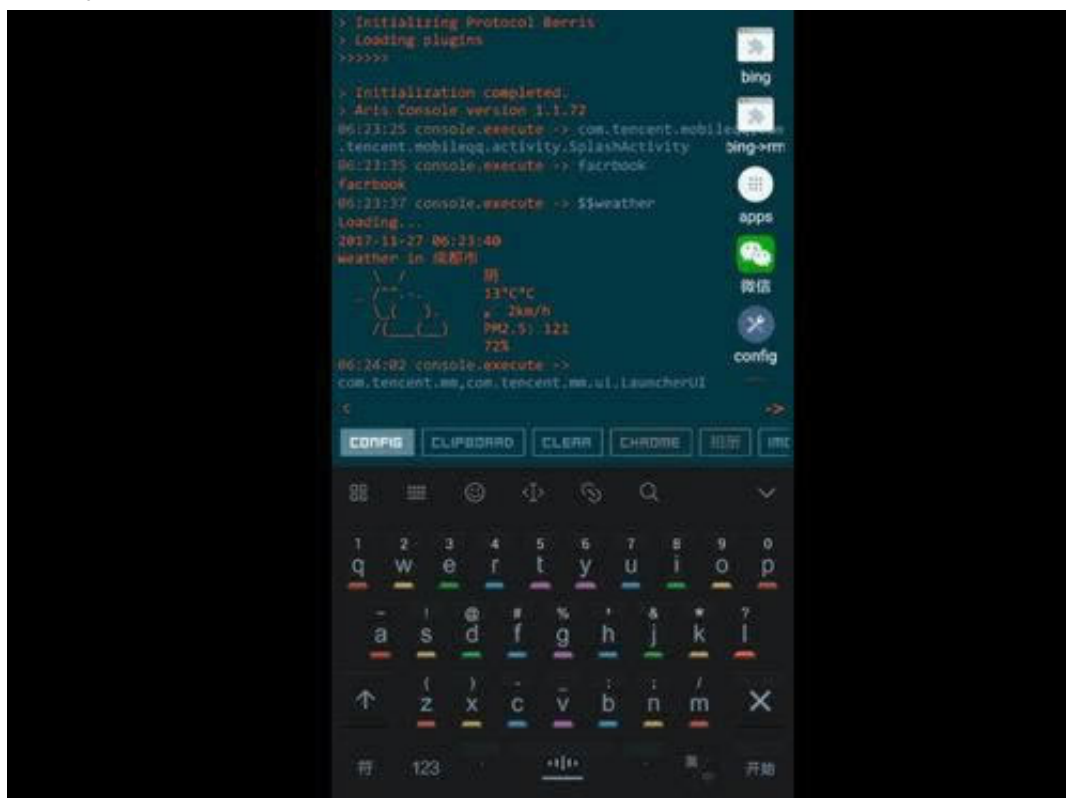 > Initializing Protocol Berris
> Loading plugins
>>>>>>
> Initialization completed.
> Aris Console version 1.1.72
06:23:25 console.execute -> com.tencent.mobileqq,com
.tencent.mobileqq.activity.SplashActivity
06:23:35 console.execute -> facrbook
facrbook
06:23:37 console.execute -> $$weather
Loading...
2017-11-27 06:23:40
weather in 成都市
阴
13°C°C
2km/h
PM2.5: 121
72%
06:24:02 console.execute ->
com.tencent.mm,com.tencent.mm.ui.LauncherUI
bing
bing->rm
apps
微信
config
< ->
CONFIG CLIPBOARD CLEAR CHROME 相册
1 2 3 4 5 6 7 8 9 0
q w e r t y u i o p
~ ! @ # % ' & * ?
a s d f g h j k l
( ) - _ : ; /
z x c v b n m
符 123 开始